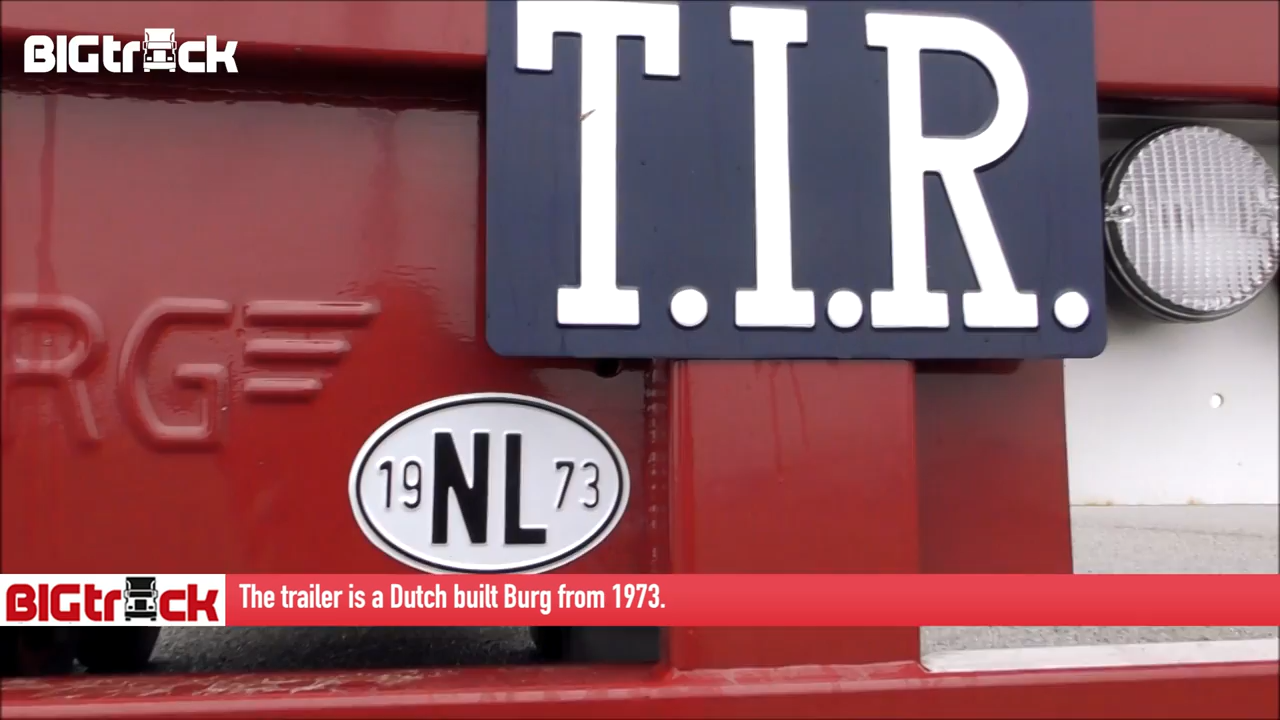 BIGtruck
T.I.R.
RG
19 NL 73
BIGtruck The trailer is a Dutch built Burg from 1973.